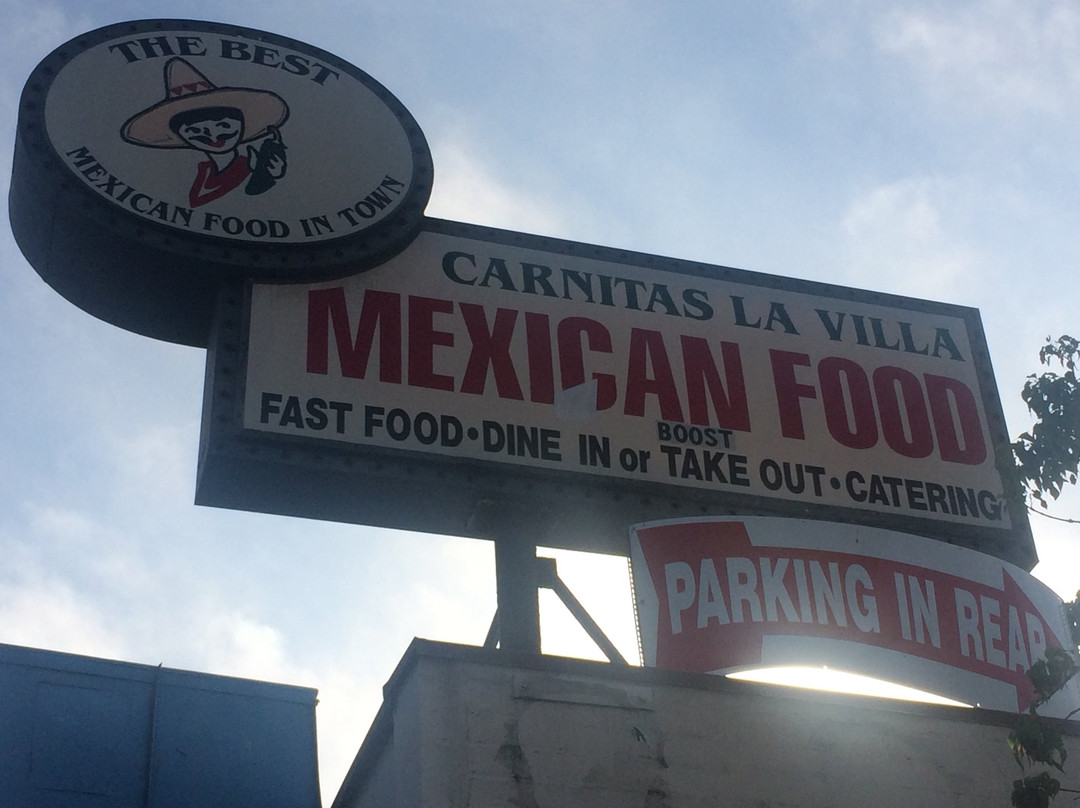 THE BEST
MEXICAN FOOD IN TOWN
CARNITAS LA VILLA
MEXICAN FOOD
BOOST
FAST FOOD•DINE IN or TAKE OUT•CATERING
PARKING IN REAR